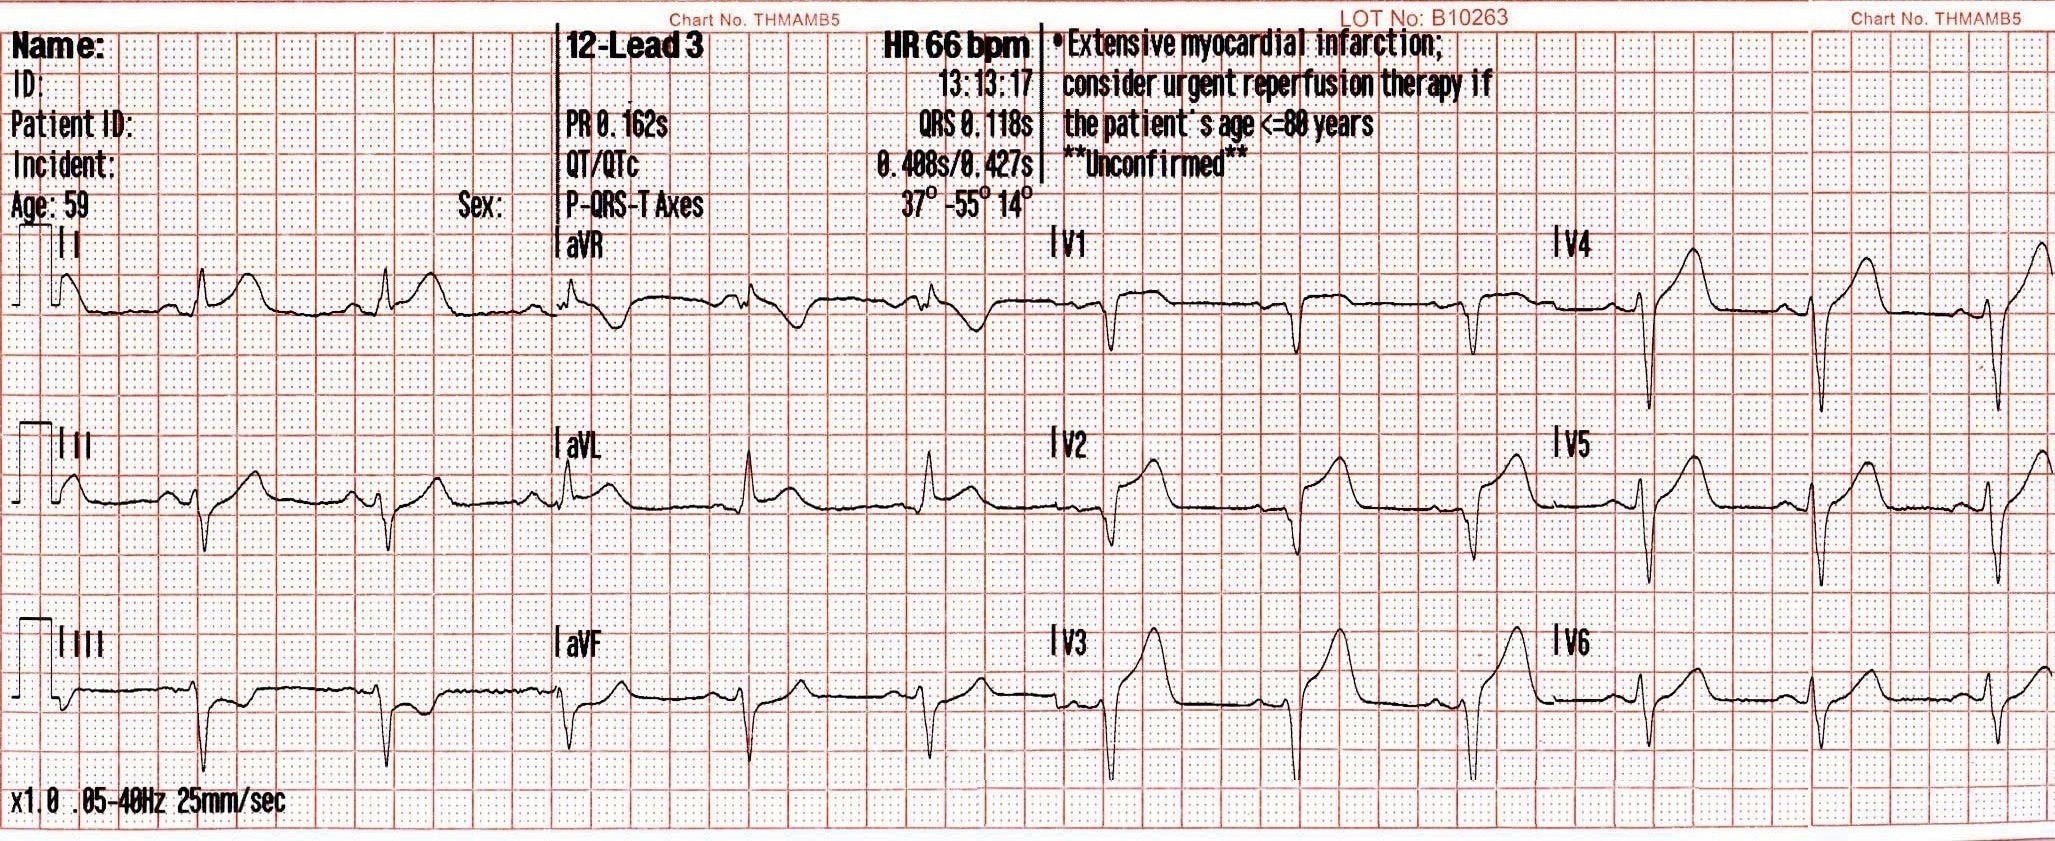 Chart No. THMAMB5 LOT No: B10263 Chart No. THMAMB5
Name: 12-Lead 3 HR 66 bpm •Extensive myocardial infarction;
ID: 13:13:17 consider urgent reperfusion therapy if
Patient ID: PR 0.162s QRS 0.118s the patient's age <=80 years
Incident: QT/QTc 0.408s/0.427s **Unconfirmed**
Age: 59 Sex: P-QRS-T Axes 37° -55° 14°
I aVR V1 V4
II aVL V2 V5
III aVF V3 V6
x1.0 .05-40Hz 25mm/sec